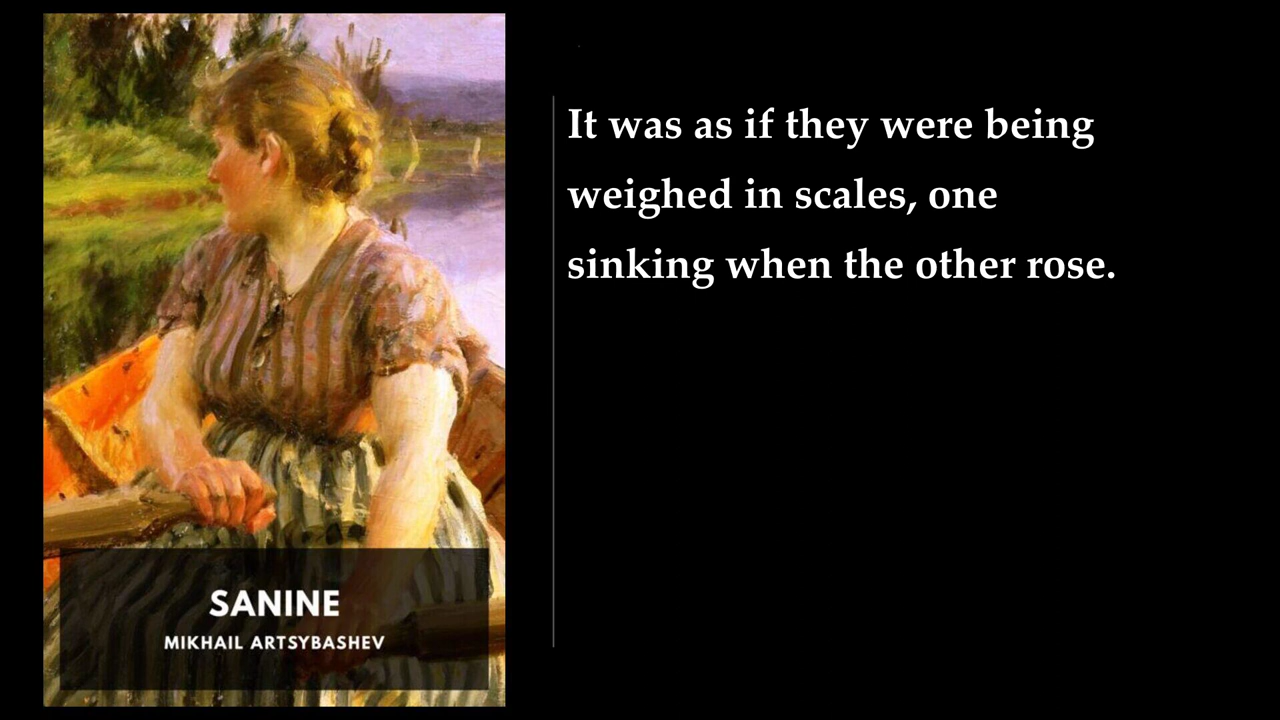 It was as if they were being
weighed in scales, one
sinking when the other rose.
SANINE
MIKHAIL ARTSYBASHEV